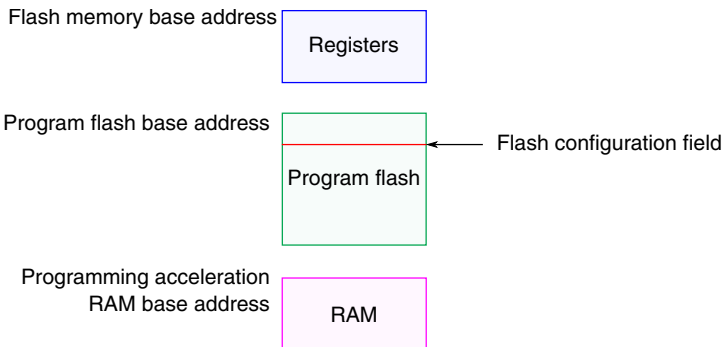 Flash memory base address
Registers
Program flash base address
Flash configuration field
Program flash
Programming acceleration
RAM base address
RAM